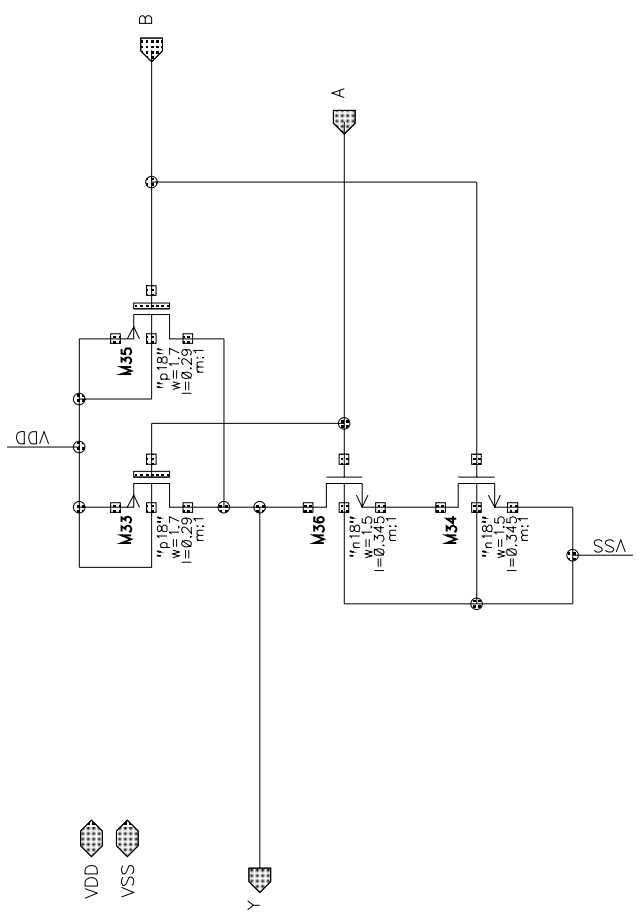 B
A
M35
"p18"
w=1.7
l=0.29
m:1
VDD
M33
"p18"
w=1.7
l=0.29
m:1
M36
"n18"
w=1.5
l=0.345
m:1
M34
"n18"
w=1.5
l=0.345
m:1
VSS
VDD
VSS
Y